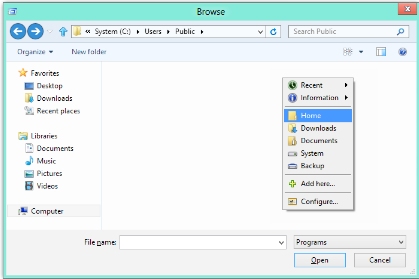 Browse
« System (C:) ▸ Users ▸ Public ▸
Search Public
Organize ▾ New folder
Favorites
Desktop
Downloads
Recent places
Libraries
Documents
Music
Pictures
Videos
Computer
Recent
Information
Home
Downloads
Documents
System
Backup
Add here...
Configure...
File name:
Programs
Open Cancel